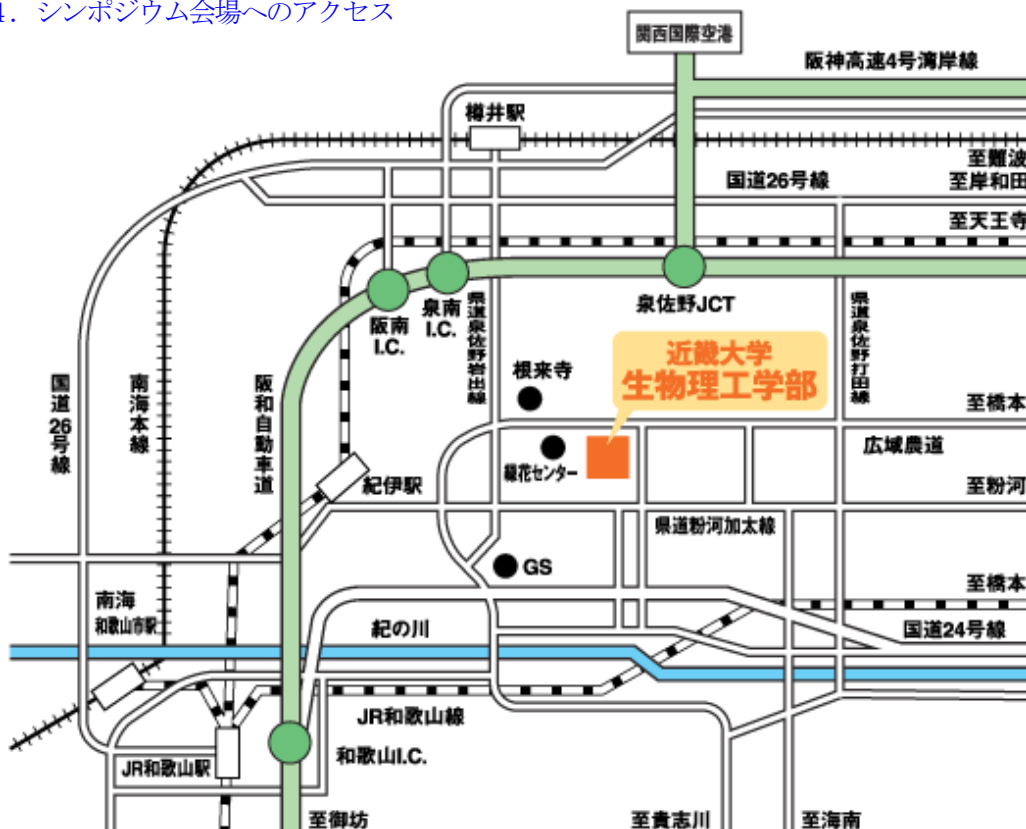 4．シンポジウム会場へのアクセス
関西国際空港
阪神高速4号湾岸線
樽井駅
至難波
国道26号線
至岸和田
至天王寺
泉佐野JCT
泉南
I.C.
阪南
I.C.
県道泉佐野岩出線
県道泉佐野打田線
近畿大学
生物理工学部
根来寺
国道26号線
南海本線
阪和自動車道
至橋本
広域農道
緑花センター
紀伊駅
至粉河
県道粉河加太線
GS
至橋本
南海
和歌山市駅
紀の川
国道24号線
JR和歌山線
和歌山I.C.
JR和歌山駅
至御坊
至貴志川
至海南